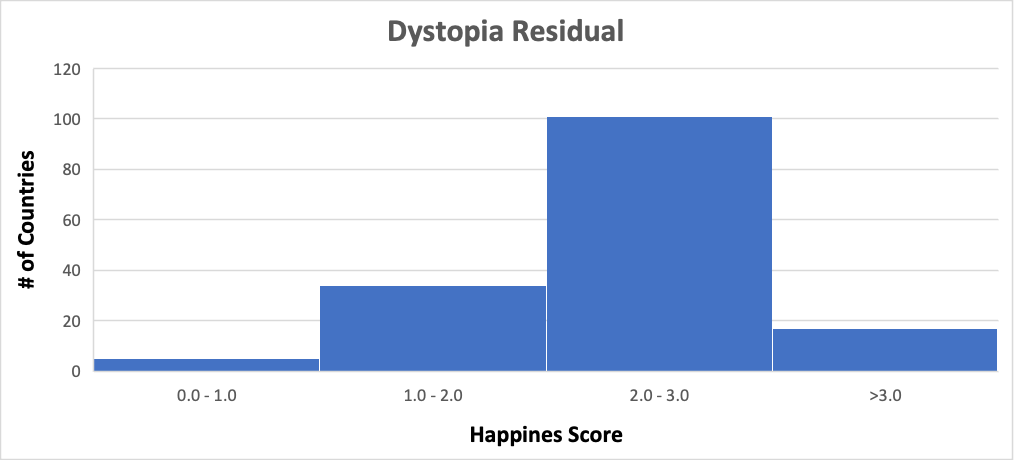 Dystopia Residual
120
100
80
60
40
20
0
# of Countries
0.0 - 1.0
1.0 - 2.0
2.0 - 3.0
>3.0
Happines Score